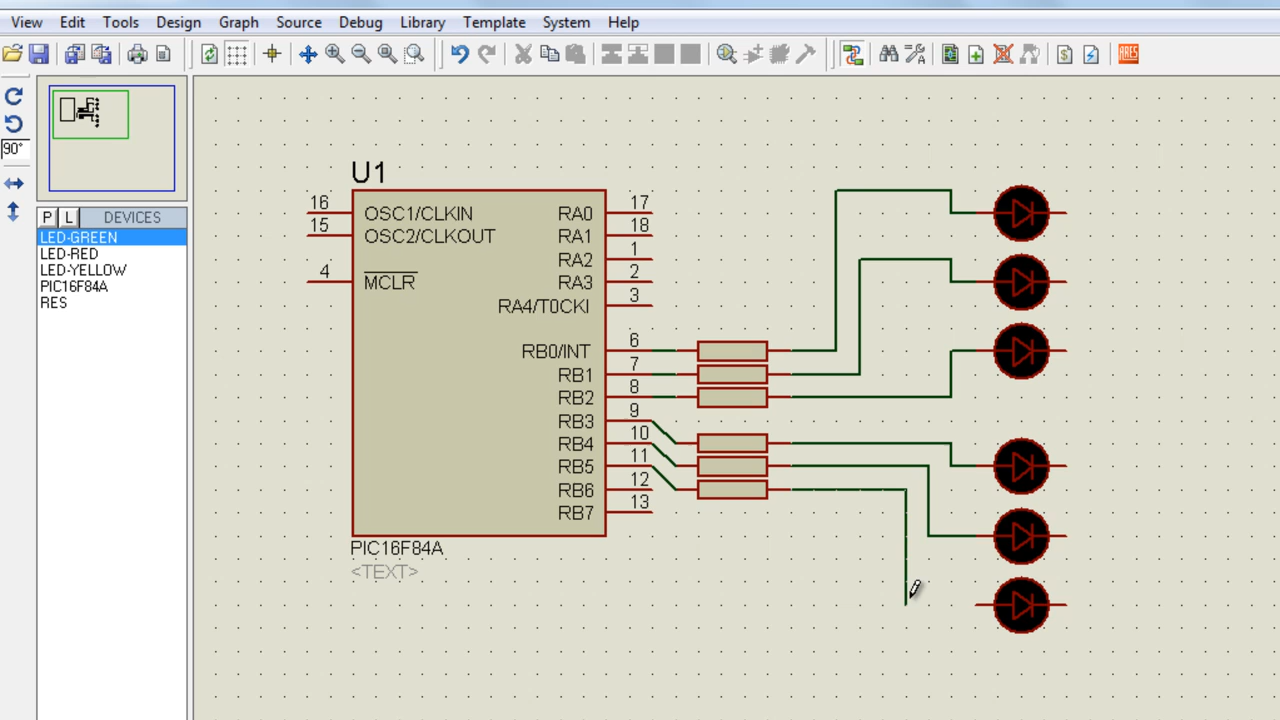 View Edit Tools Design Graph Source Debug Library Template System Help
ARES
90°
P L DEVICES
LED-GREEN
LED-RED
LED-YELLOW
PIC16F84A
RES
U1
16 OSC1/CLKIN RA0 17
15 OSC2/CLKOUT RA1 18
RA2 1
4 MCLR RA3 2
RA4/T0CKI 3
RB0/INT 6
RB1 7
RB2 8
RB3 9
RB4 10
RB5 11
RB6 12
RB7 13
PIC16F84A
<TEXT>